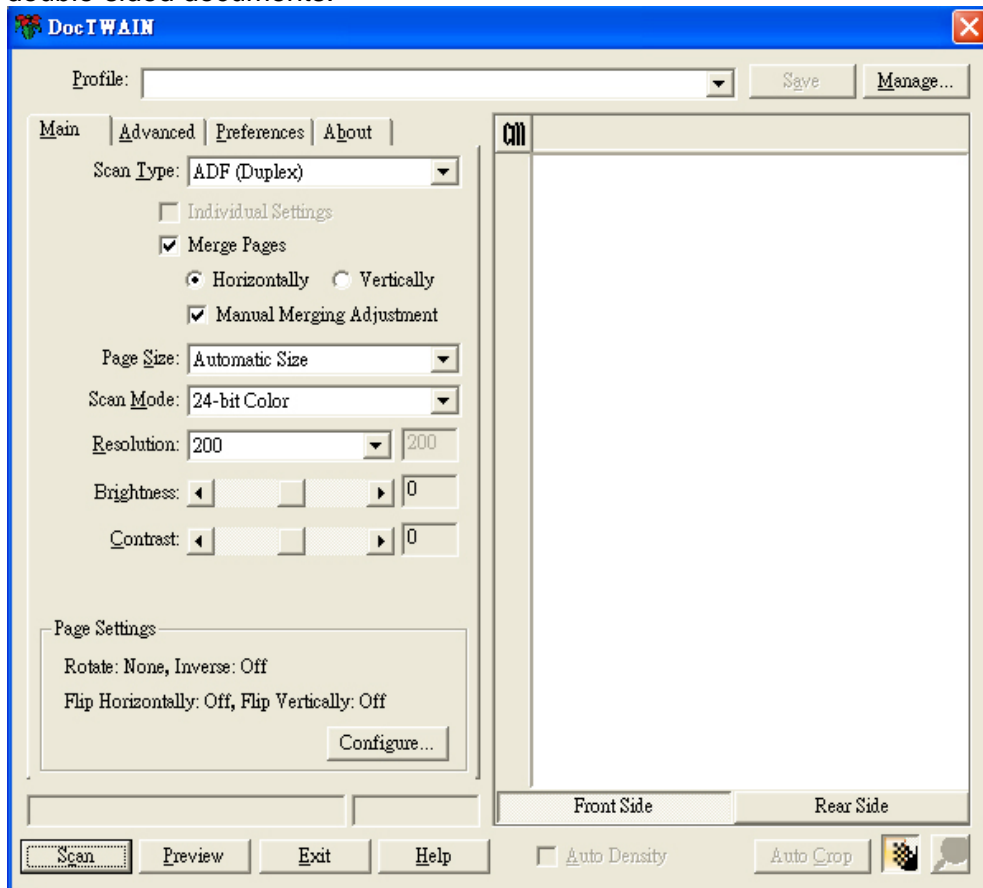 double-sided documents.
DocTWAIN
Profile: Save Manage...
Main Advanced Preferences About
Scan Type: ADF (Duplex)
Individual Settings
Merge Pages
Horizontally Vertically
Manual Merging Adjustment
Page Size: Automatic Size
Scan Mode: 24-bit Color
Resolution: 200 200
Brightness: 0
Contrast: 0
Page Settings
Rotate: None, Inverse: Off
Flip Horizontally: Off, Flip Vertically: Off
Configure...
Front Side Rear Side
Scan Preview Exit Help Auto Density Auto Crop